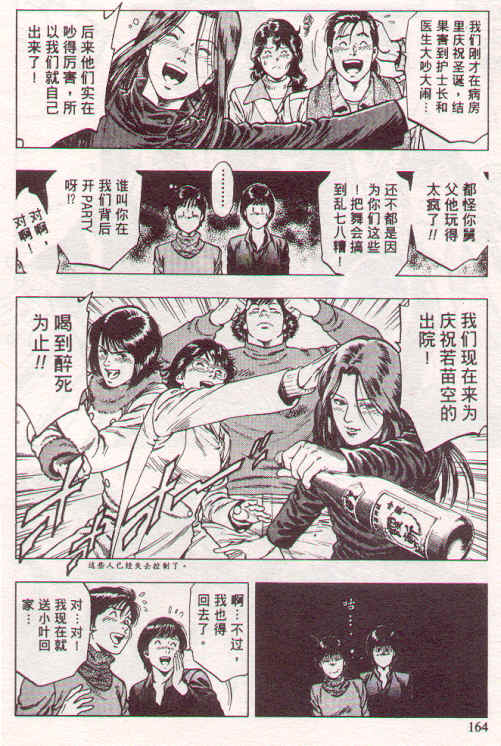 我们刚才在病房
里庆祝圣诞，结
果害到护士长和
医生大吵大闹…
后来他们实在
吵得厉害，所
以我们就自己
出来了！
都怪你舅
父他玩得
太疯了!!
还不都是因
为你们这些
！把舞会搞
到乱七八糟！
………
谁叫你在
我们背后
开PARTY
呀!?
对啊
对啊！
我们现在来为
庆祝若苗空的
出院！
喝到醉死
为止!!
这些人已经失去控制了。
咕…
啊…不过，
我也得
回去了。
对…对！
我现在就
送小叶回
家…
164